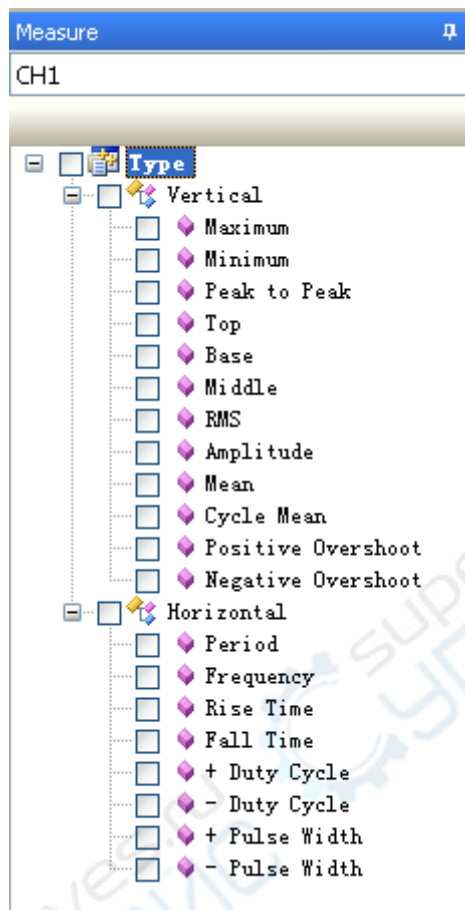 Measure
CH1
Type
Vertical
Maximum
Minimum
Peak to Peak
Top
Base
Middle
RMS
Amplitude
Mean
Cycle Mean
Positive Overshoot
Negative Overshoot
Horizontal
Period
Frequency
Rise Time
Fall Time
+ Duty Cycle
- Duty Cycle
+ Pulse Width
- Pulse Width